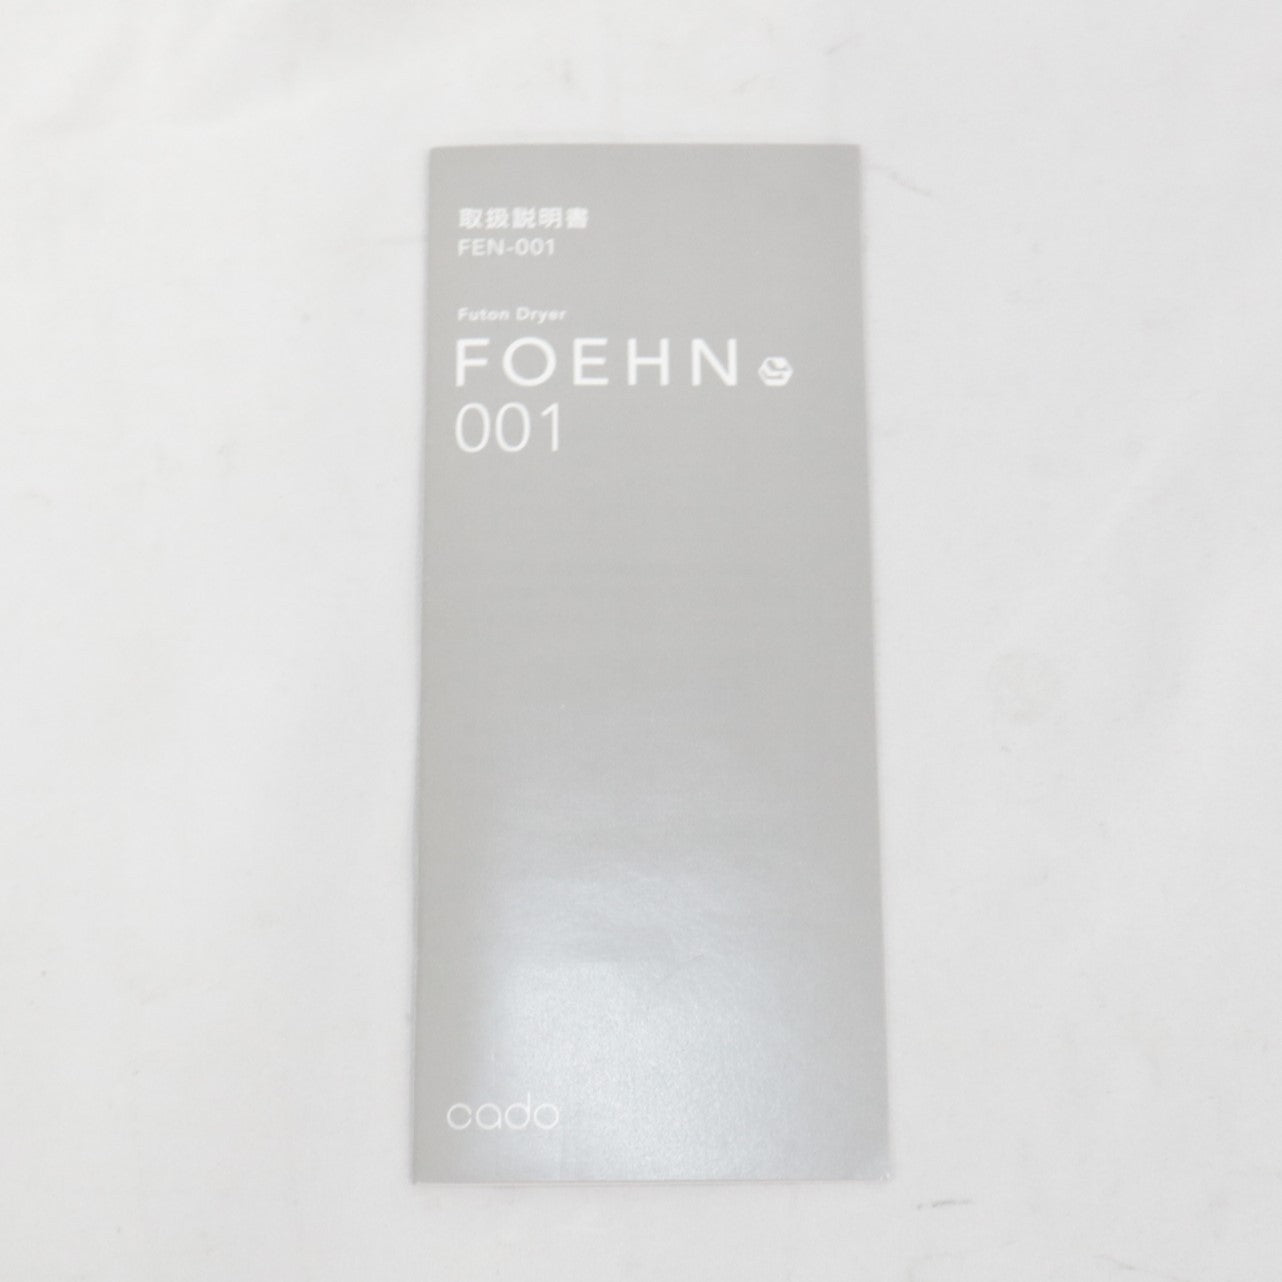 取扱説明書
FEN-001
Futon Dryer
FOEHN
001
cado